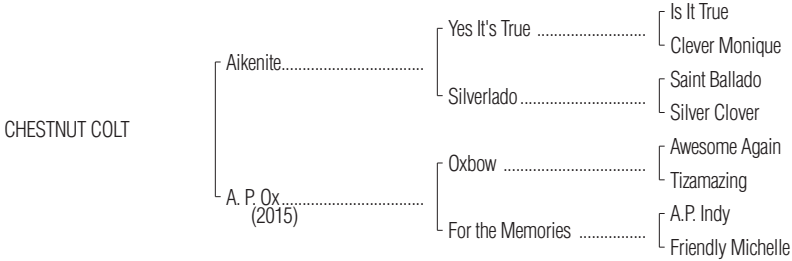 Is It True
Yes It's True ..........................
Clever Monique
Aikenite..................................
Saint Ballado
Silverlado..............................
Silver Clover
CHESTNUT COLT
Awesome Again
Oxbow ..................................
Tizamazing
A. P. Ox..................................
(2015)
A.P. Indy
For the Memories ................
Friendly Michelle